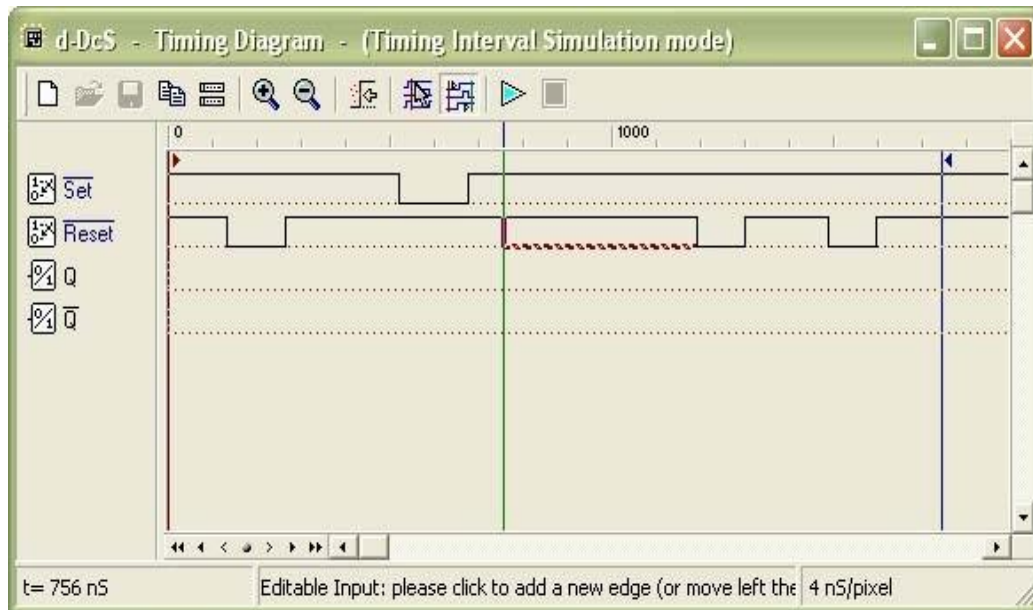 d-DcS - Timing Diagram - (Timing Interval Simulation mode)
0 1000
Set
Reset
Q
Q̅
t= 756 nS Editable Input: please click to add a new edge (or move left the 4 nS/pixel